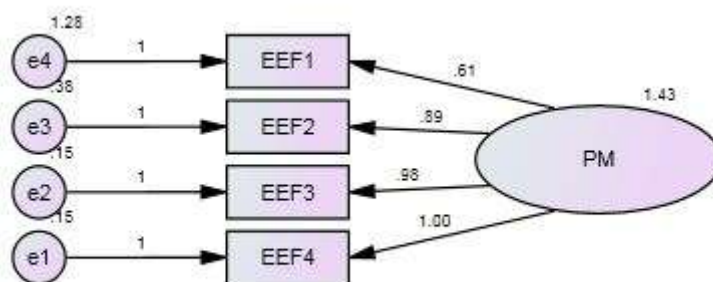 1.28
e4 1 EEF1 .61
.38 1.43
e3 1 EEF2 .89 PM
.15
e2 1 EEF3 .98
.15
e1 1 EEF4 1.00